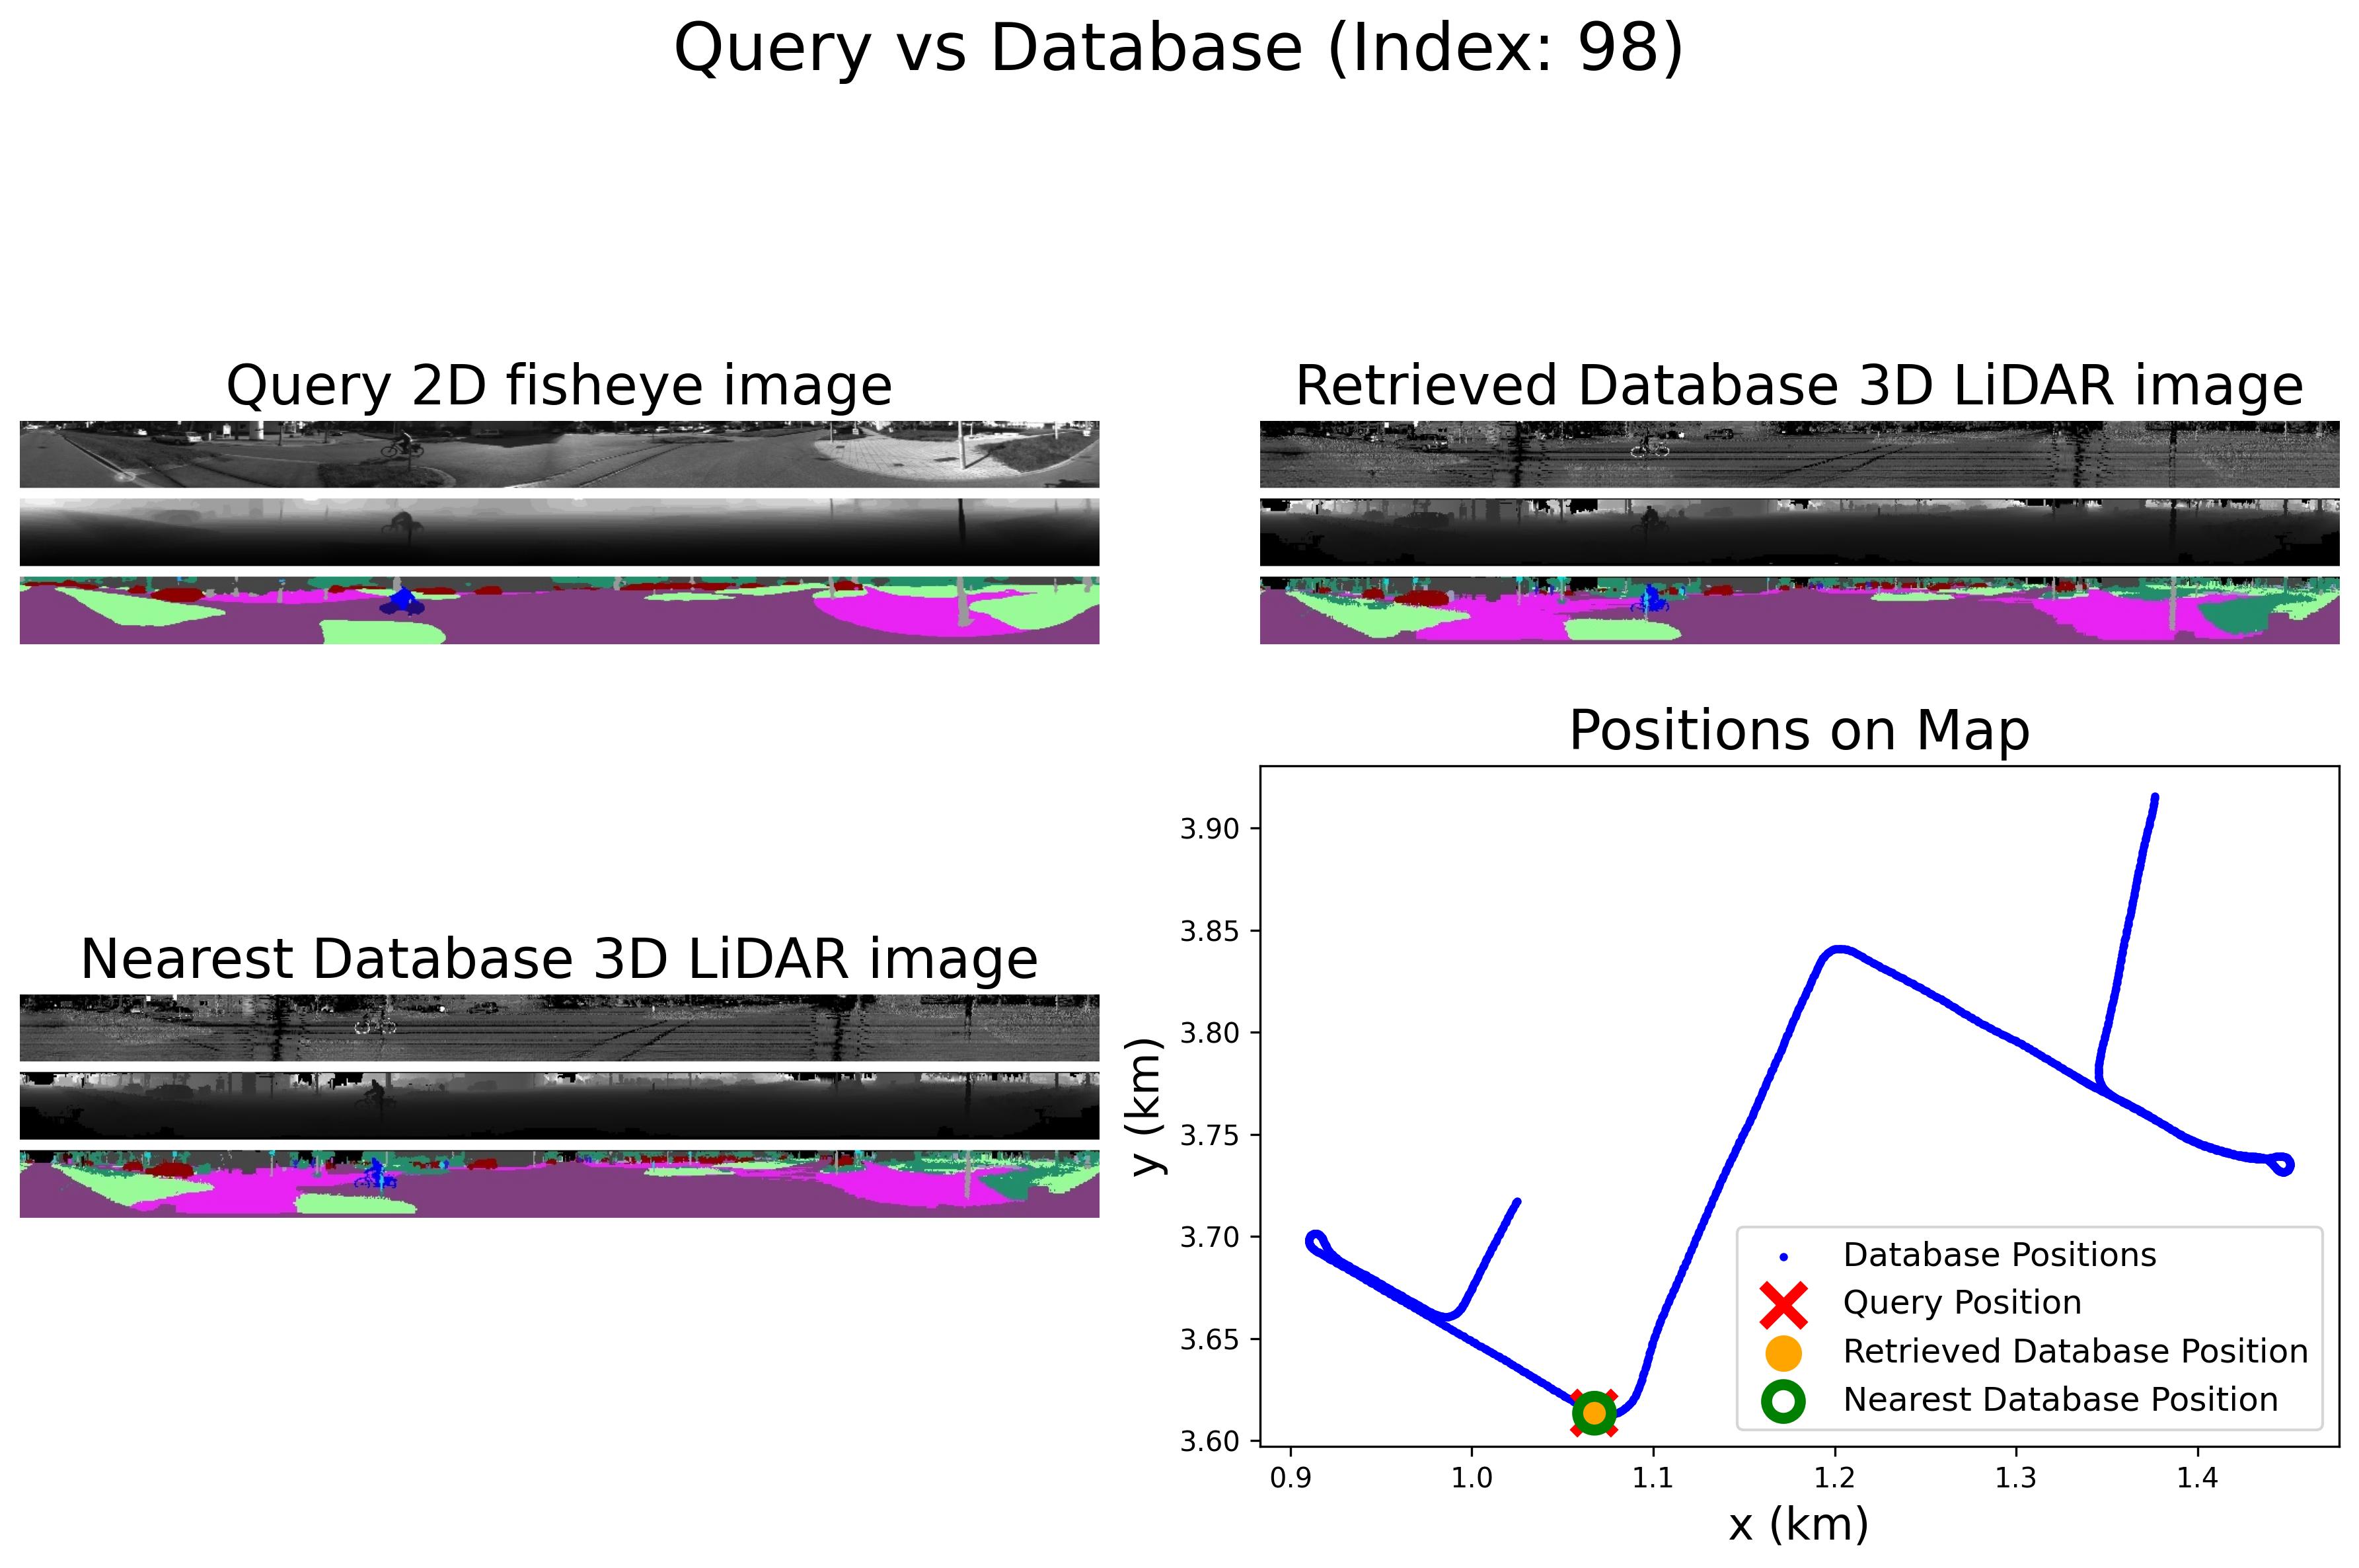 Query vs Database (Index: 98)
Query 2D fisheye image
Retrieved Database 3D LiDAR image
Nearest Database 3D LiDAR image
Positions on Map
y (km)
3.90
3.85
3.80
3.75
3.70
3.65
3.60
0.9
1.0
1.1
1.2
1.3
1.4
x (km)
Database Positions
Query Position
Retrieved Database Position
Nearest Database Position